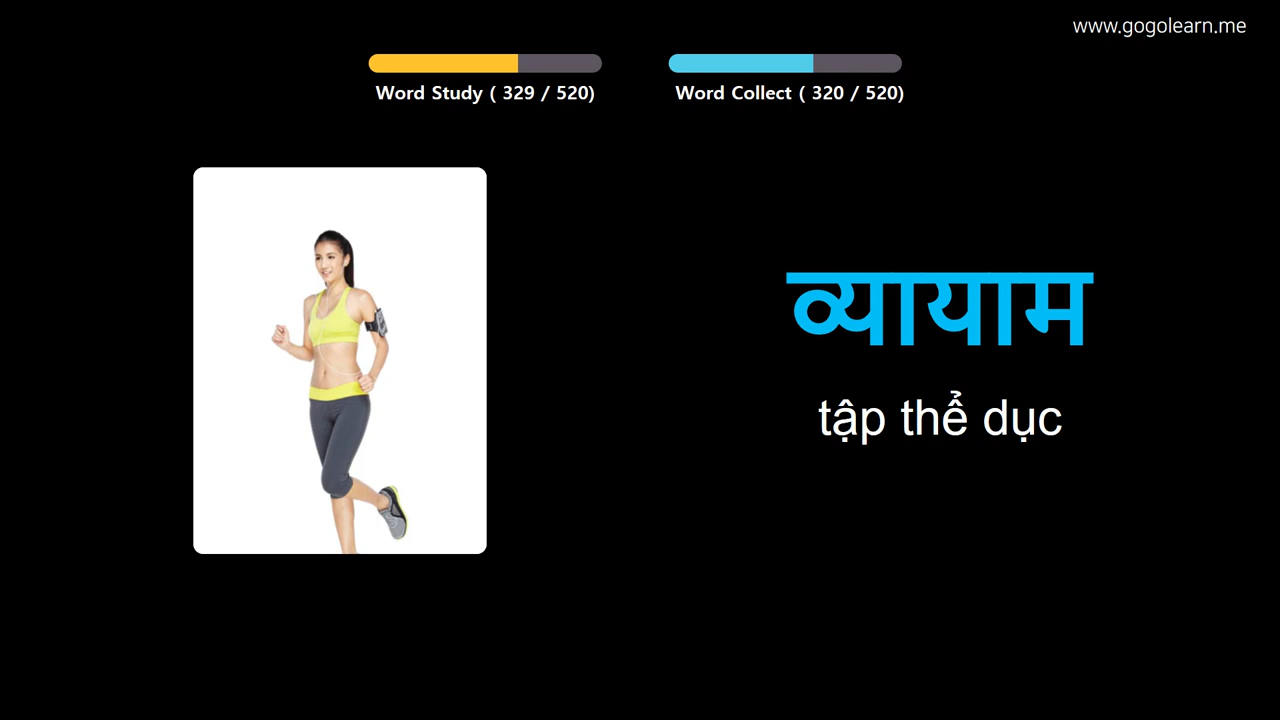 www.gogolearn.me
Word Study ( 329 / 520)
Word Collect ( 320 / 520)
व्यायाम
tập thể dục